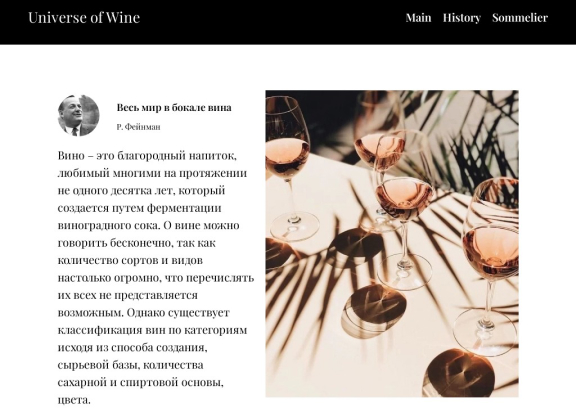 Universe of Wine
Main History Sommelier
Весь мир в бокале вина
Р. Фейнман
Вино – это благородный напиток,
любимый многими на протяжении
не одного десятка лет, который
создается путем ферментации
виноградного сока. О вине можно
говорить бесконечно, так как
количество сортов и видов
настолько огромно, что перечислять
их всех не представляется
возможным. Однако существует
классификация вин по категориям
исходя из способа создания,
сырьевой базы, количества
сахарной и спиртовой основы,
цвета.